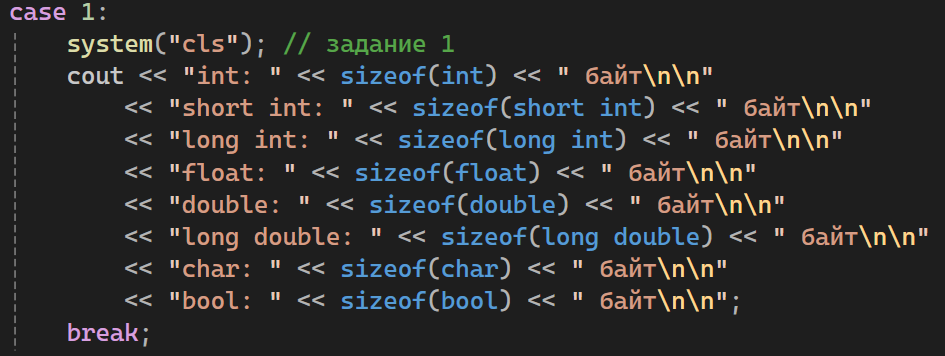 case 1:
system("cls"); // задание 1
cout << "int: " << sizeof(int) << " байт\n\n"
<< "short int: " << sizeof(short int) << " байт\n\n"
<< "long int: " << sizeof(long int) << " байт\n\n"
<< "float: " << sizeof(float) << " байт\n\n"
<< "double: " << sizeof(double) << " байт\n\n"
<< "long double: " << sizeof(long double) << " байт\n\n"
<< "char: " << sizeof(char) << " байт\n\n"
<< "bool: " << sizeof(bool) << " байт\n\n";
break;